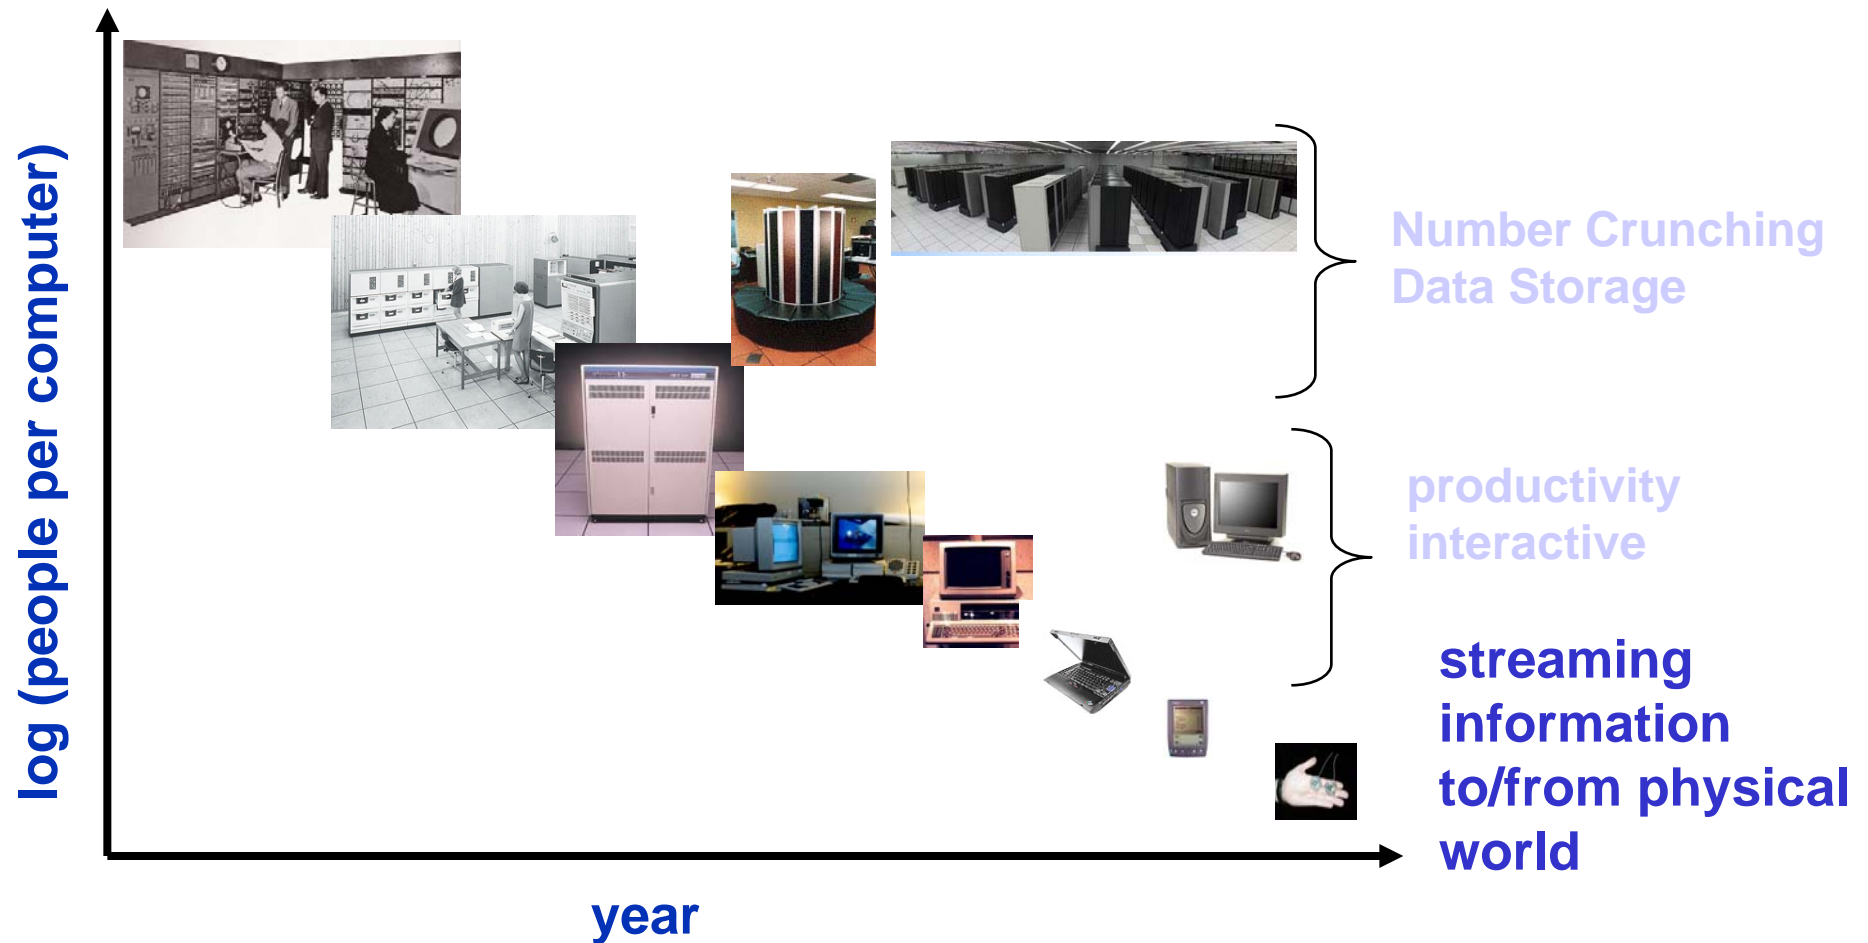 log (people per computer)
Number Crunching
Data Storage
productivity
interactive
streaming
information
to/from physical
world
year